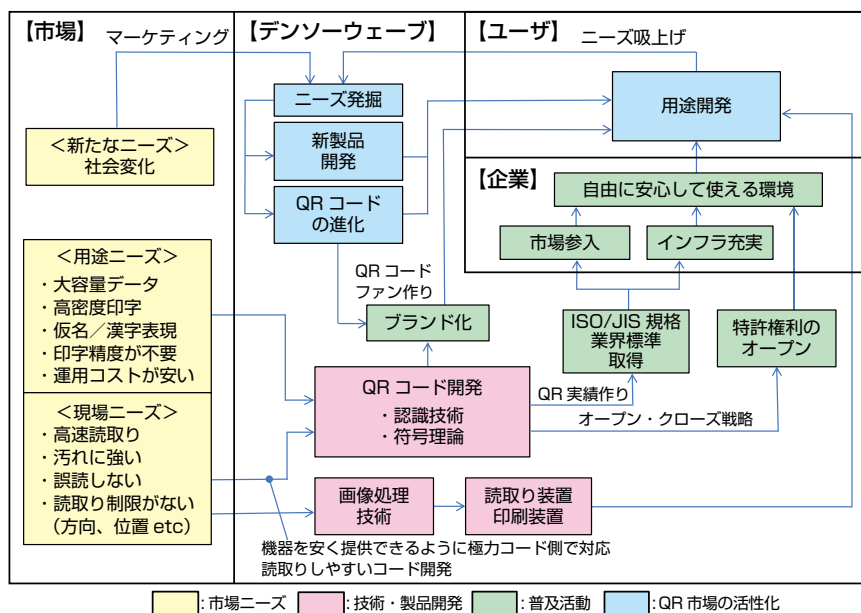 【市場】
マーケティング
【デンソーウェーブ】
【ユーザ】
ニーズ吸上げ
ニーズ発掘
用途開発
＜新たなニーズ＞
社会変化
新製品
開発
【企業】
自由に安心して使える環境
QR コード
の進化
市場参入
インフラ充実
＜用途ニーズ＞
・大容量データ
・高密度印字
・仮名／漢字表現
・印字精度が不要
・運用コストが安い
QR コード
ファン作り
ブランド化
ISO/JIS 規格
業界標準
取得
特許権利の
オープン
QR コード開発
・認識技術
・符号理論
QR 実績作り
オープン・クローズ戦略
＜現場ニーズ＞
・高速読取り
・汚れに強い
・誤読しない
・読取り制限がない
（方向、位置 etc）
画像処理
技術
読取り装置
印刷装置
機器を安く提供できるように極力コード側で対応
読取りしやすいコード開発
：市場ニーズ
：技術・製品開発
：普及活動
：QR 市場の活性化